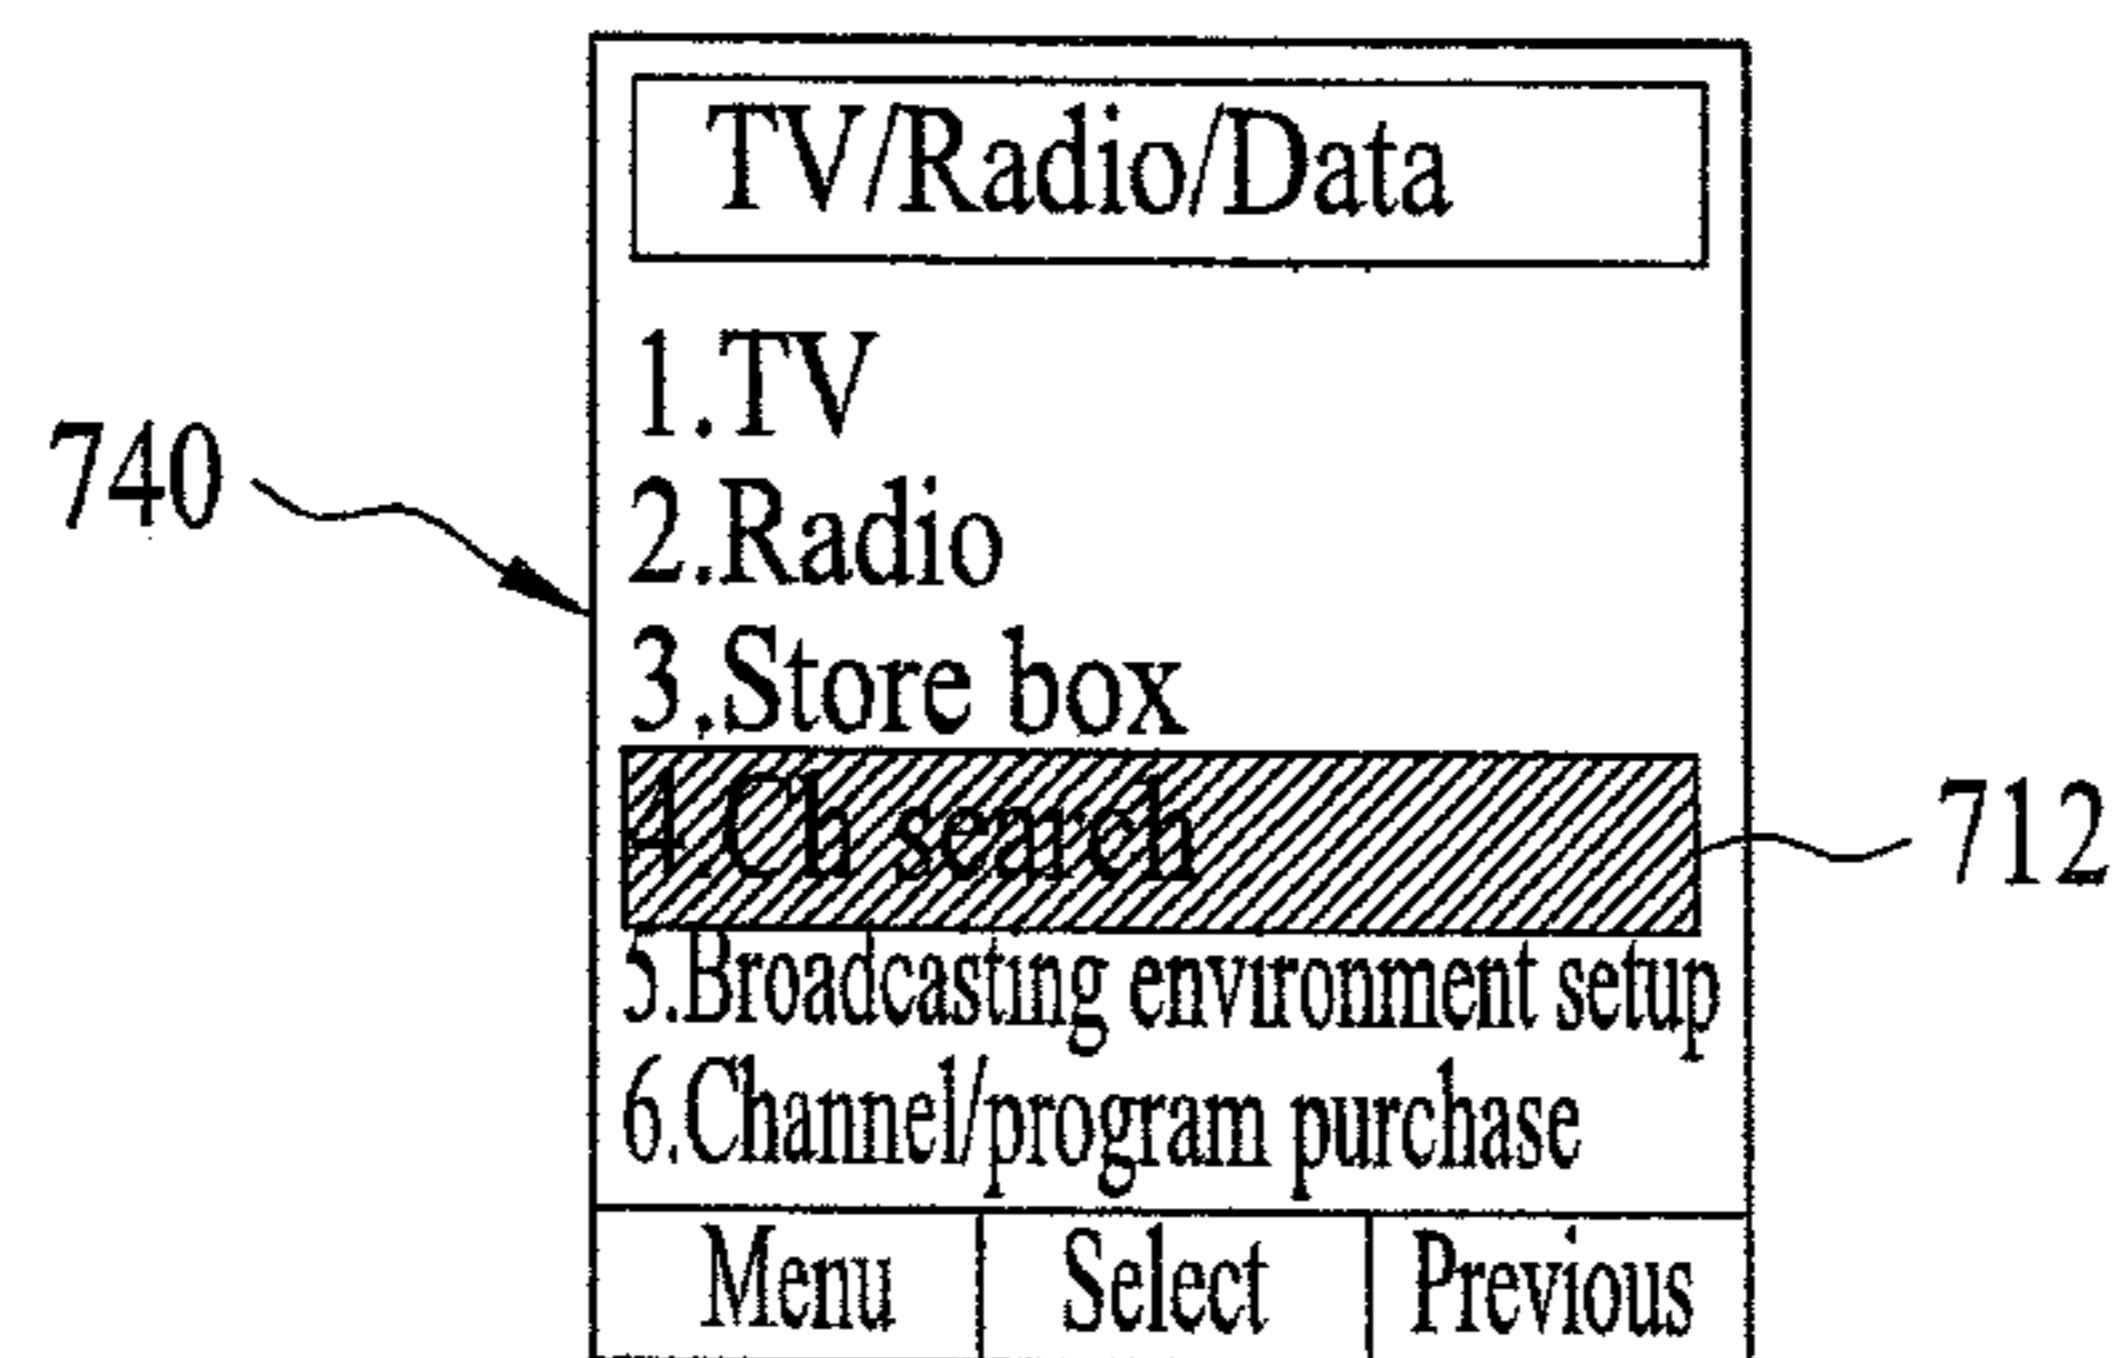 TV/Radio/Data
1.TV
740
2.Radio
3.Store box
4.Ch search
712
5.Broadcasting environment setup
6.Channel/program purchase
Menu Select Previous